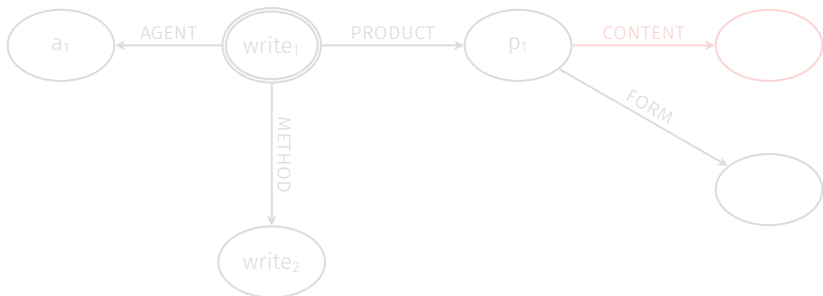 AGENT PRODUCT CONTENT
a₁ write₁ p₁
FORM
METHOD
write₂